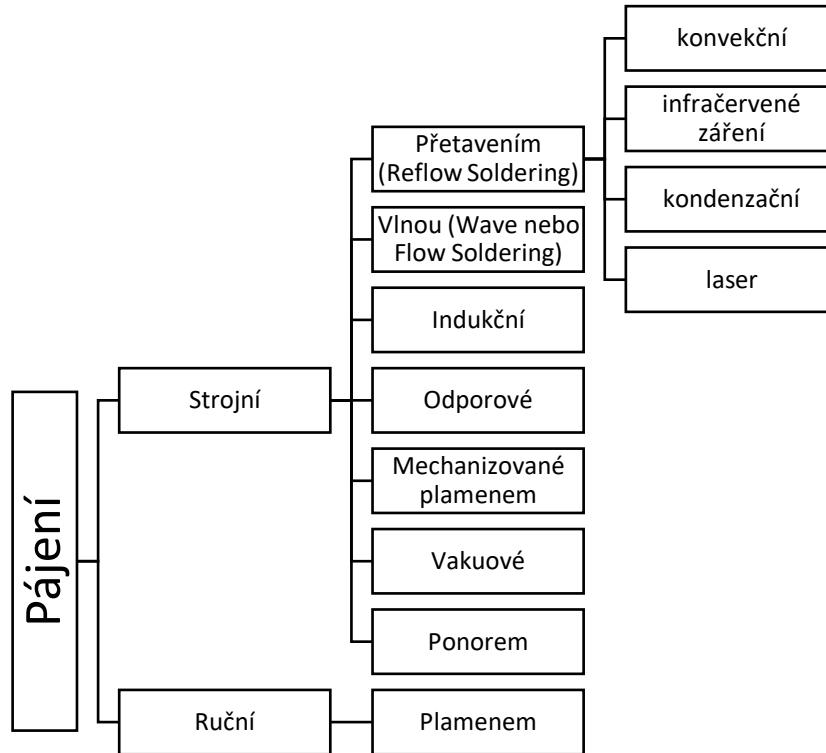 Pájení
Strojní
Přetavením
(Reflow Soldering)
konvekční
infračervené
záření
kondenzační
laser
Vlnou (Wave nebo
Flow Soldering)
Indukční
Odporové
Mechanizované
plamenem
Vakuové
Ponorem
Ruční
Plamenem